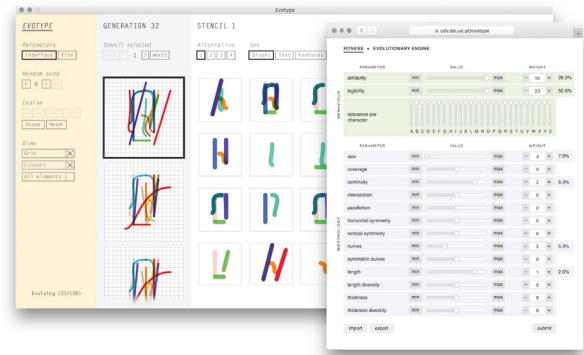 Evotype
EVOTYPE
Parameters
Interface File
Random seed
< 0 >
Evolve
Pause Reset
View
Grid
Colours
All elements
Evolving (33/100)
GENERATION 32
Stencil selected
1 > Worst
STENCIL 1
Alternative
1 2 3 4
See
Glyphs Text Features
cdv.dei.uc.pt/evotype
FITNESS EVOLUTIONARY ENGINE
PARAMETER VALUE WEIGHT
BEHAVIOUR
similarity min max - 10 + 26.3%
legibility min max - 20 + 52.6%
relevance per
character
A B C D E F G H I J K L M N O P Q R S T U V W X Y Z
PARAMETER VALUE WEIGHT
MORPHOLOGY
size min max - 3 + 7.9%
coverage min max - 0 +
continuity min max - 2 + 5.3%
intersection min max - 0 +
parallelism min max - 0 +
horizontal symmetry min max - 0 +
vertical symmetry min max - 0 +
curves min max - 2 + 5.3%
symmetric curves min max - 0 +
length min max - 1 + 2.6%
length diversity min max - 0 +
thickness min max - 0 +
thickness diversity min max - 0 +
import export submit